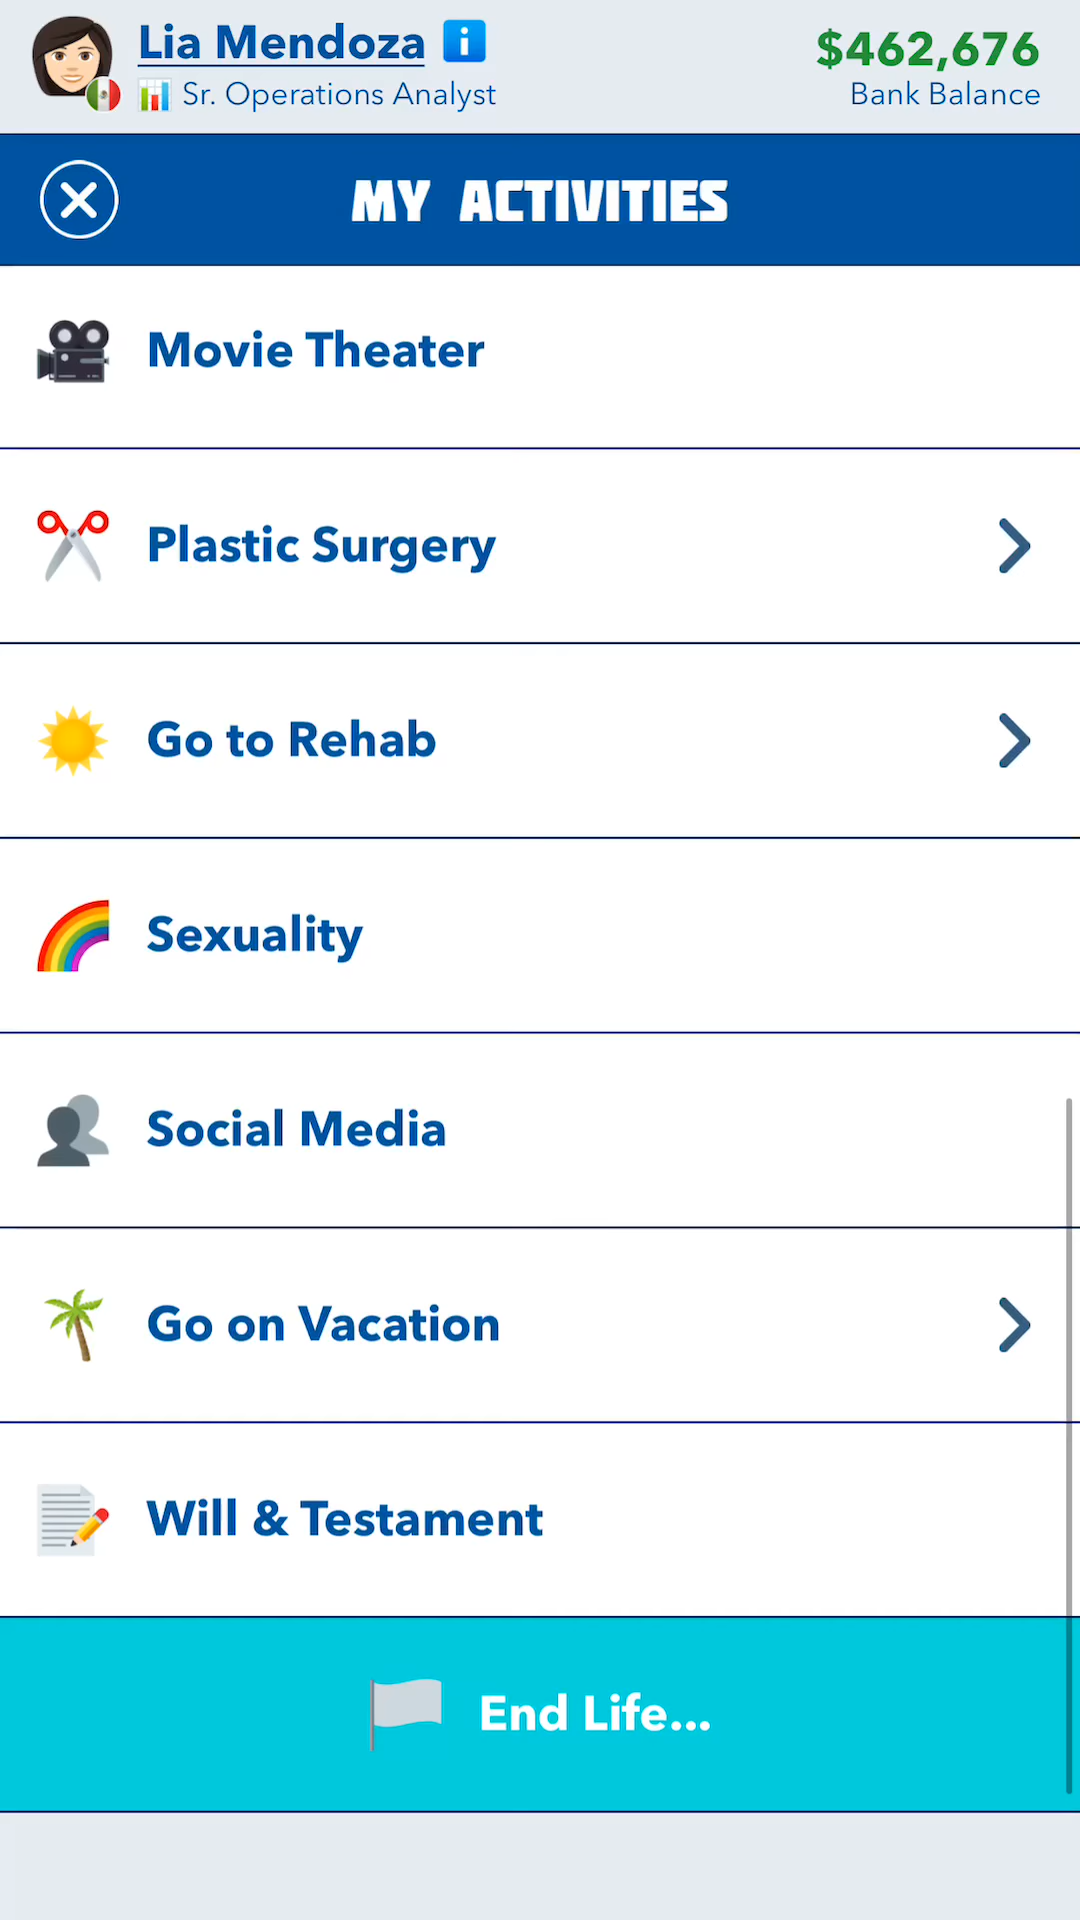 Lia Mendoza
Sr. Operations Analyst
$462,676
Bank Balance
MY ACTIVITIES
Movie Theater
Plastic Surgery
Go to Rehab
Sexuality
Social Media
Go on Vacation
Will & Testament
End Life...